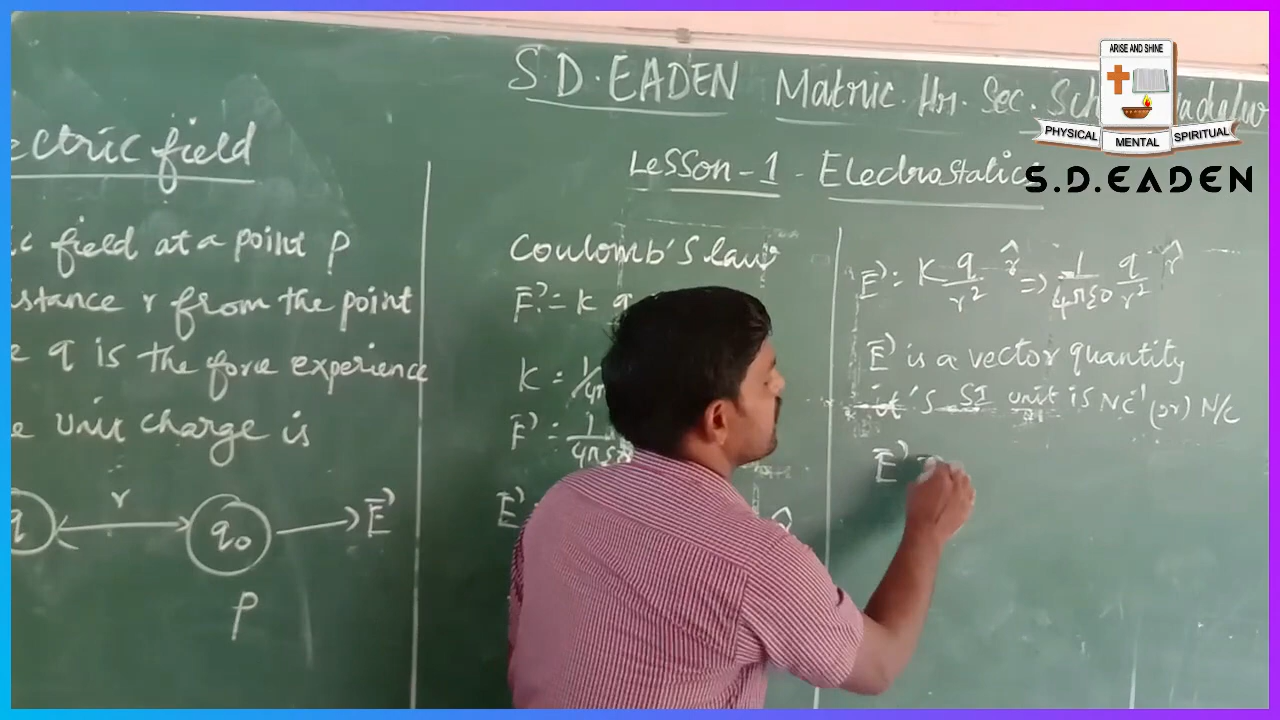 S.D.EADEN Matric.Hr.Sec.
ARISE AND SHINE
PHYSICAL MENTAL SPIRITUAL
S.D.EADEN
Lesson-1 - Electrostatics
ectric field
ic field at a point P
istance r from the point
e q is the force experience
e unit charge is
q r q₀ E⃗
P
Coulomb's law
F⃗ = K q
K = 1/4π
F⃗ = 1/4πε
E⃗
E⃗ = K q/r² r̂ ⇒ 1/4πε0 q/r² r̂
E⃗ is a vector quantity
it's SI unit is NC⁻¹ (or) N/C
E⃗ =